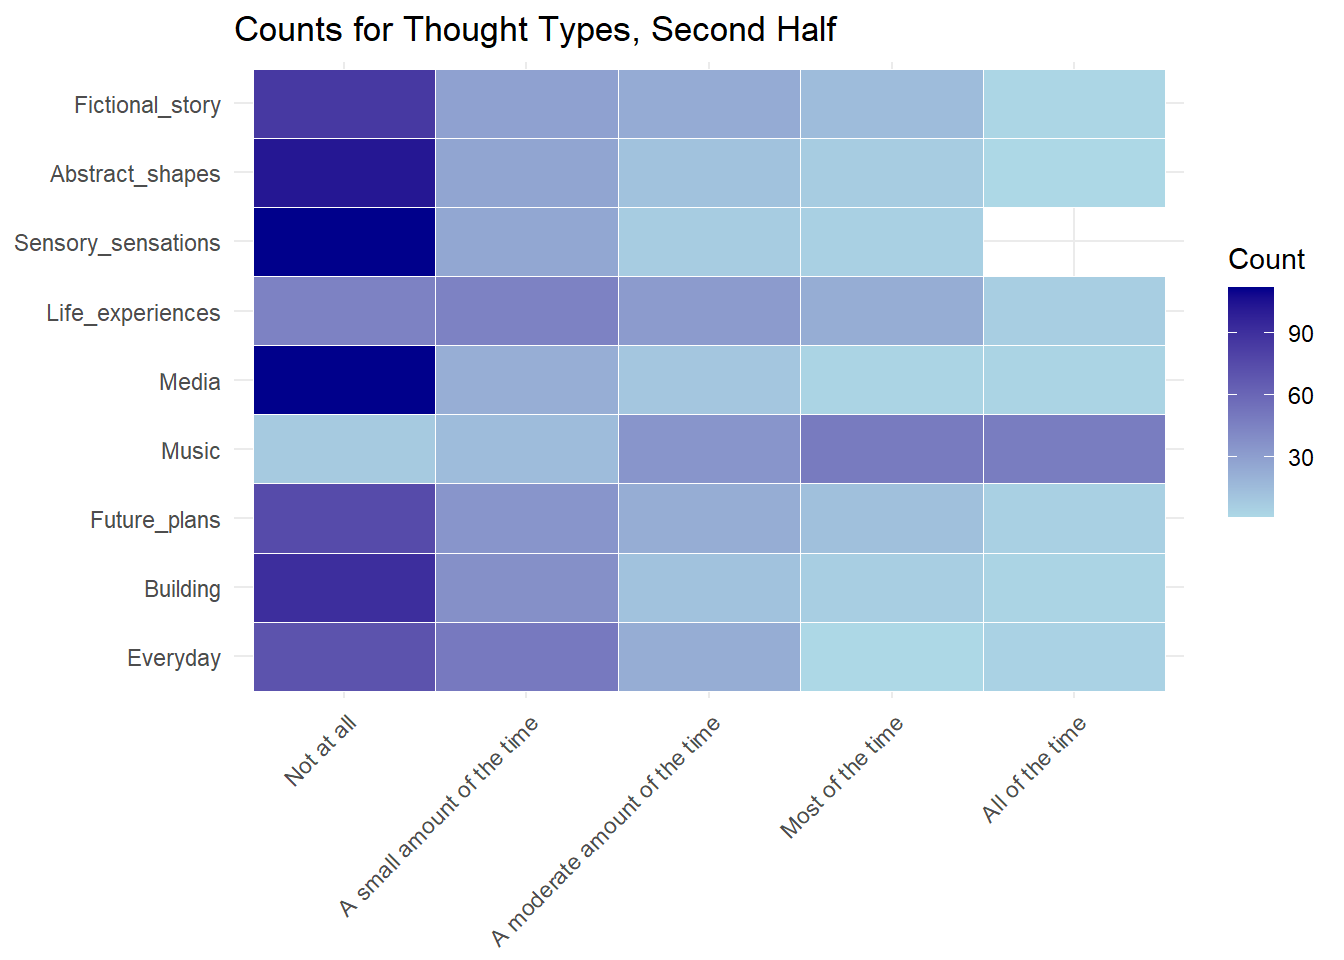 Counts for Thought Types, Second Half
Fictional_story
Abstract_shapes
Sensory_sensations
Life_experiences
Media
Music
Future_plans
Building
Everyday
Not at all
A small amount of the time
A moderate amount of the time
Most of the time
All of the time
Count
90
60
30